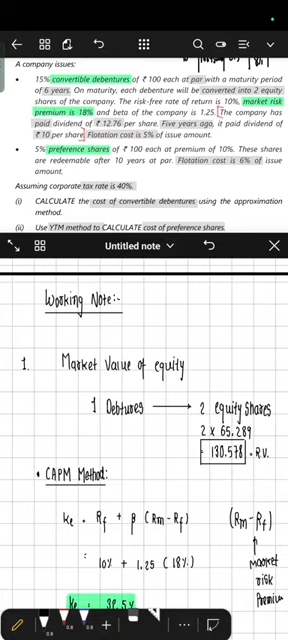 A company issues:
15% convertible debentures of ₹ 100 each at par with a maturity period
of 6 years. On maturity, each debenture will be converted into 2 equity
shares of the company. The risk-free rate of return is 10%, market risk
premium is 18% and beta of the company is 1.25. The company has
paid dividend of ₹ 12.76 per share. Five years ago, it paid dividend of
₹ 10 per share. Flotation cost is 5% of issue amount.
5% preference shares of ₹ 100 each at premium of 10%. These shares
are redeemable after 10 years at par. Flotation cost is 6% of issue
amount.
Assuming corporate tax rate is 40%.
(i) CALCULATE the cost of convertible debentures using the approximation
method.
(ii) Use YTM method to CALCULATE cost of preference shares.
Untitled note
Working Note:-
1. Market Value of equity
1 Debtures → 2 equity shares
2 x 65.289
= 130.578 = R.V.
• CAPM Method:-
ke = Rf + β (Rm - Rf) (Rm - Rf)
= 10% + 1.25 (18%) Market
risk
Premium
Ke = 32.5%